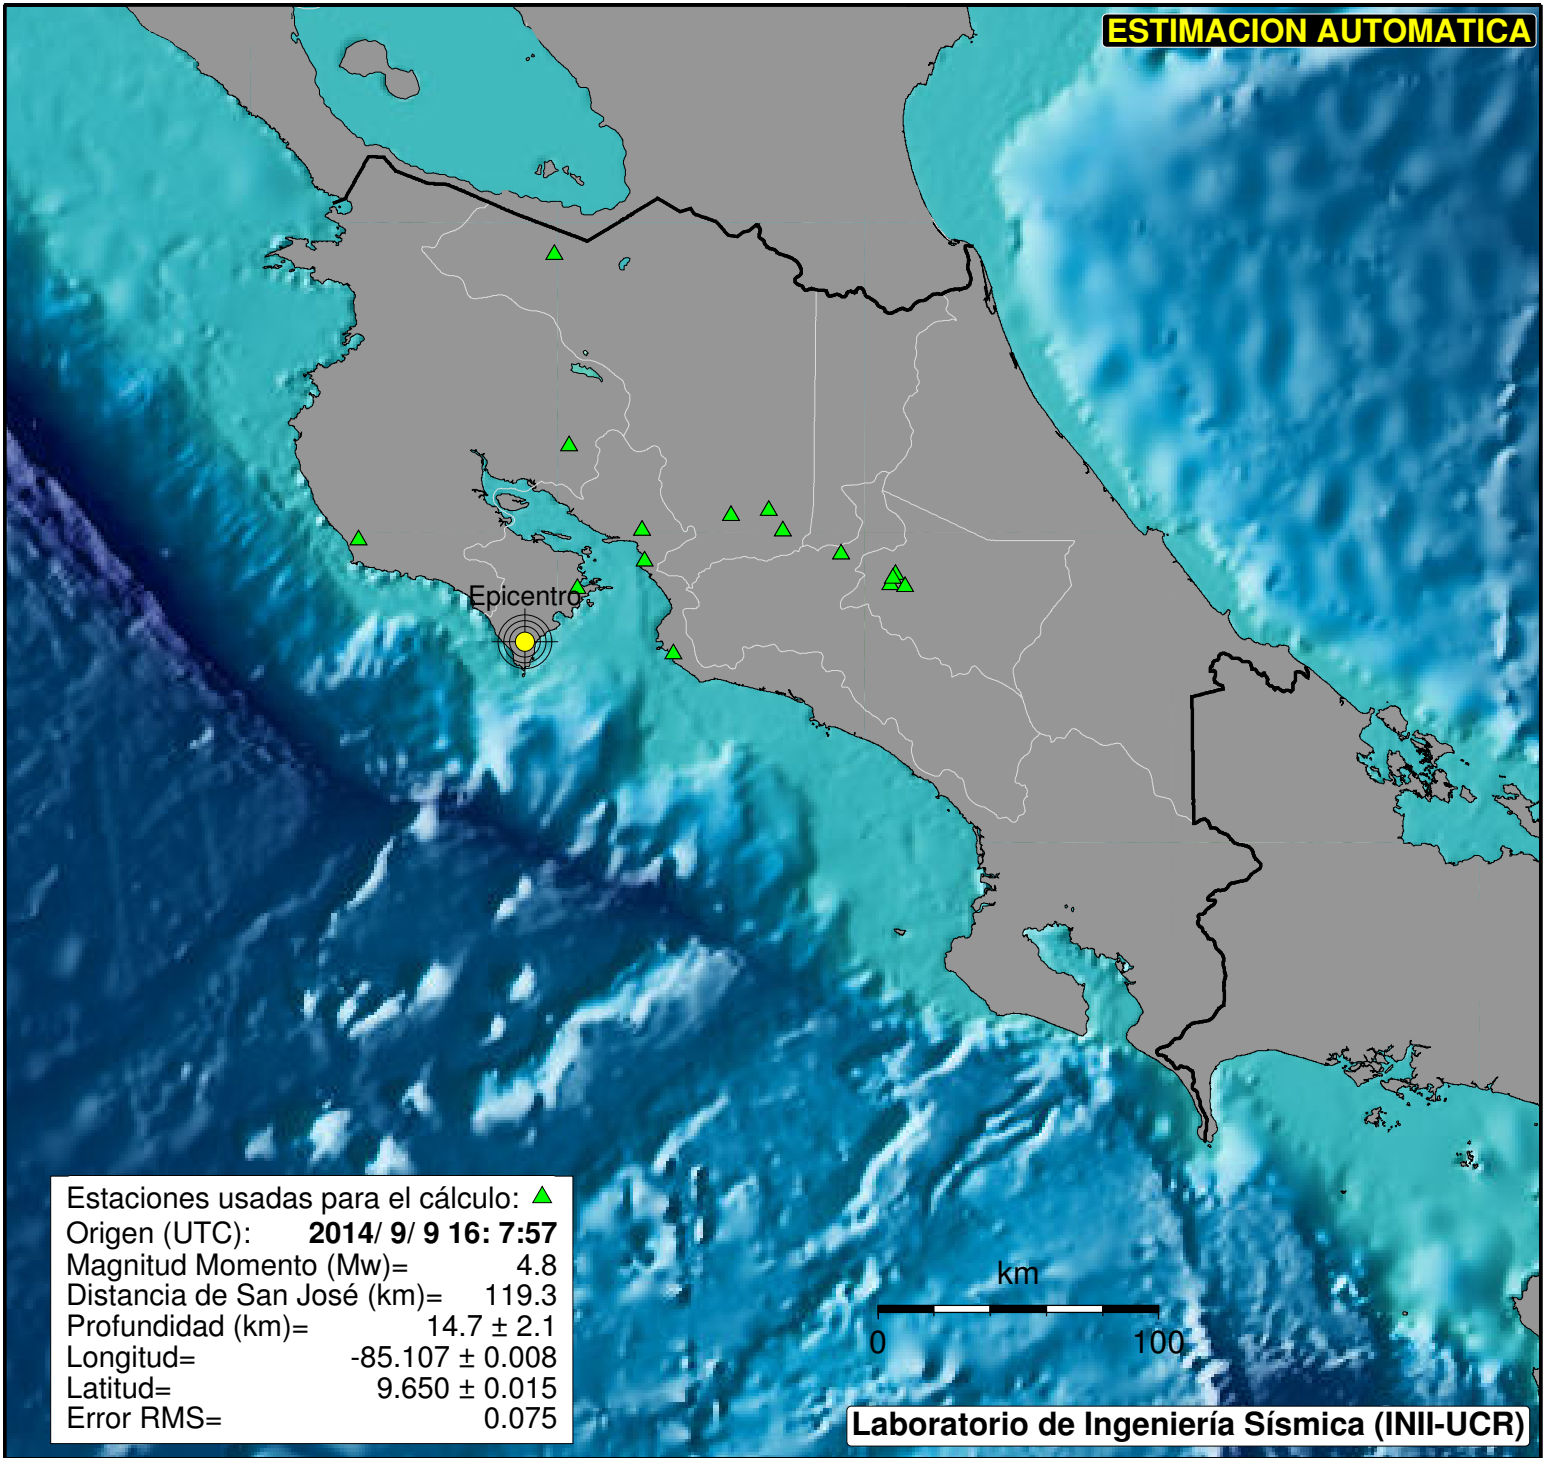 ESTIMACION AUTOMATICA
Epicentro
Estaciones usadas para el cálculo:
Origen (UTC): 2014/ 9/ 9 16: 7:57
Magnitud Momento (Mw)= 4.8
Distancia de San José (km)= 119.3
Profundidad (km)= 14.7 ± 2.1
Longitud= -85.107 ± 0.008
Latitud= 9.650 ± 0.015
Error RMS= 0.075
km
0 100
Laboratorio de Ingeniería Sísmica (INII-UCR)